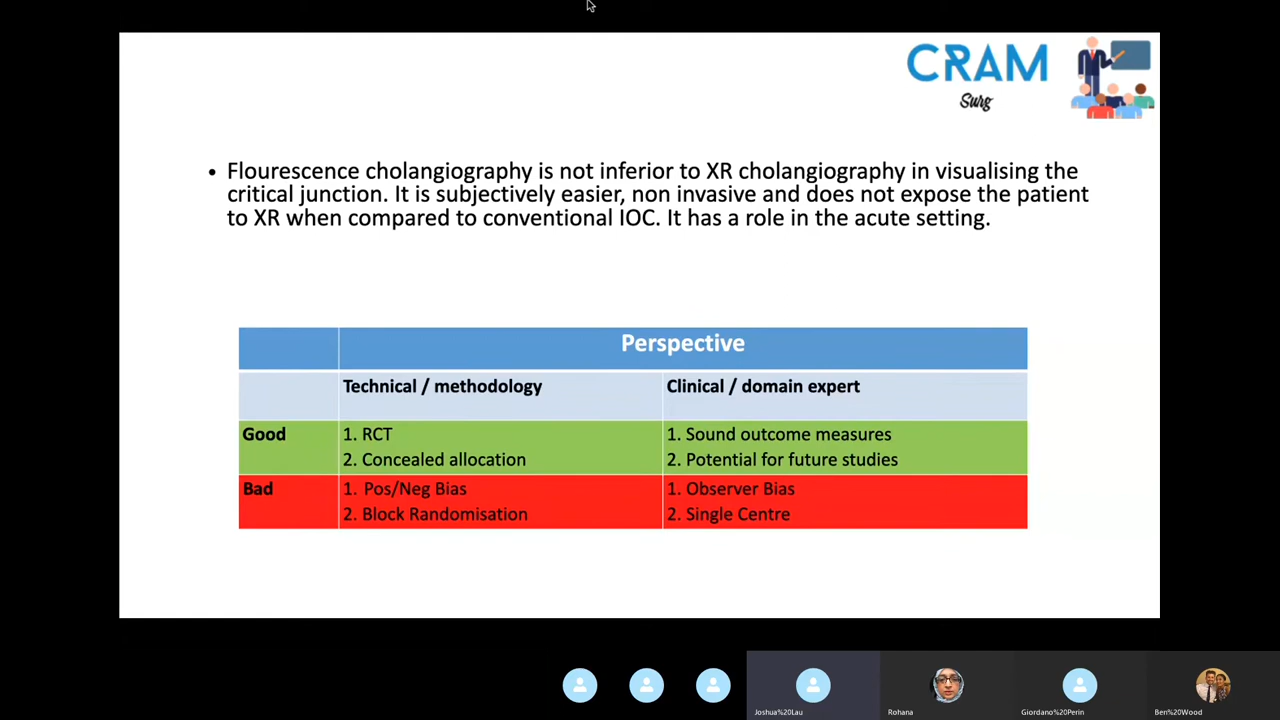 CRAM
Surg
• Flourescence cholangiography is not inferior to XR cholangiography in visualising the
critical junction. It is subjectively easier, non invasive and does not expose the patient
to XR when compared to conventional IOC. It has a role in the acute setting.
Perspective
Technical / methodology
Clinical / domain expert
Good
1. RCT
2. Concealed allocation
1. Sound outcome measures
2. Potential for future studies
Bad
1. Pos/Neg Bias
2. Block Randomisation
1. Observer Bias
2. Single Centre
Joshua%20Lau
Rohana
Giordano%20Perin
Ben%20Wood